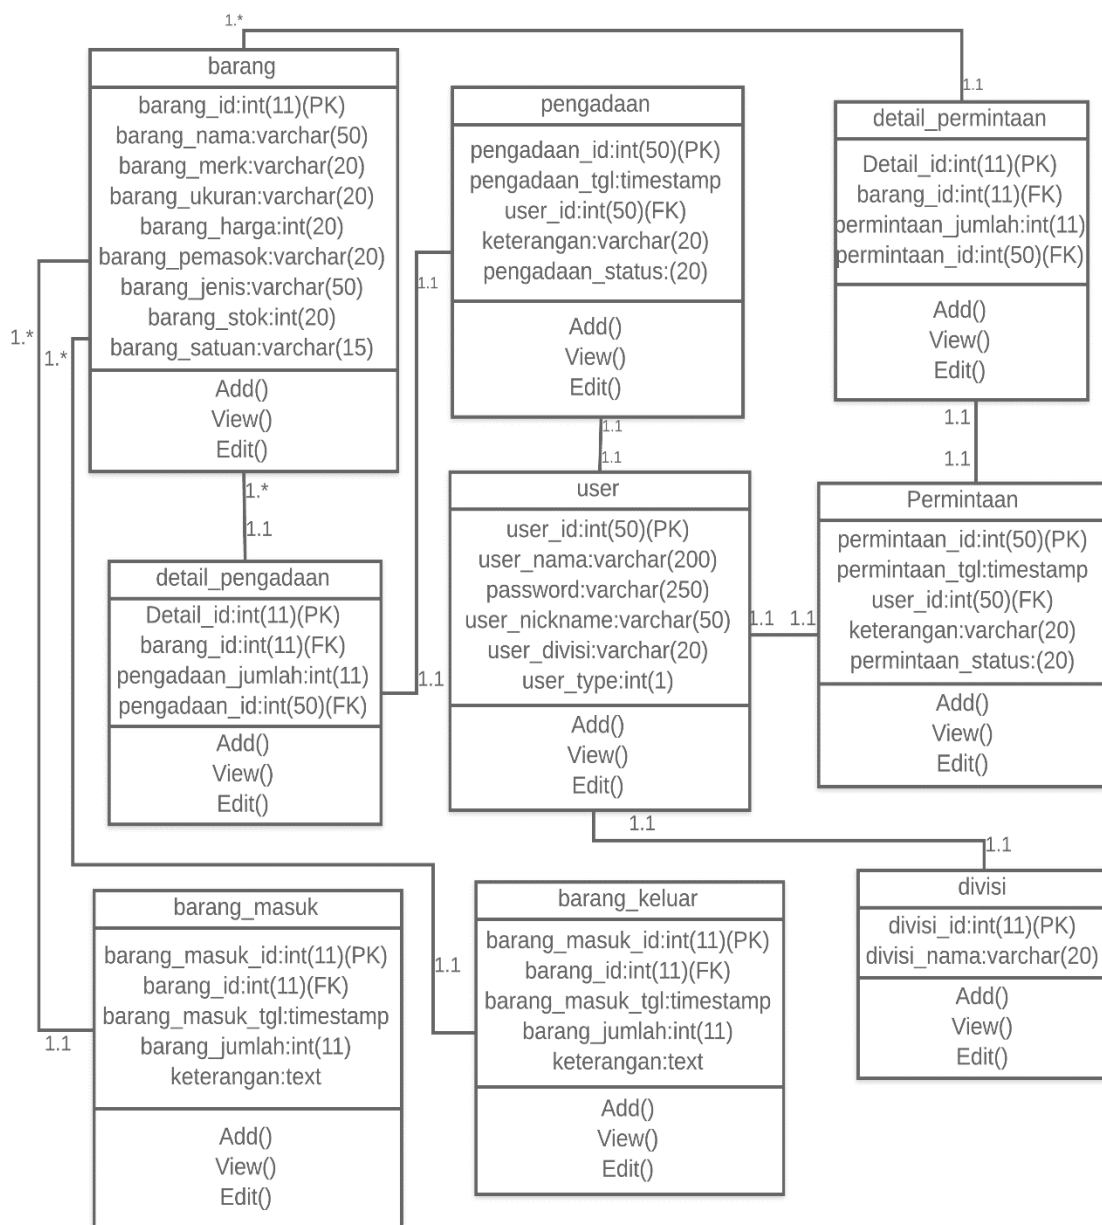 1.*
1.1
barang
barang_id:int(11)(PK)
barang_nama:varchar(50)
barang_merk:varchar(20)
barang_ukuran:varchar(20)
barang_harga:int(20)
barang_pemasok:varchar(20)
barang_jenis:varchar(50)
barang_stok:int(20)
barang_satuan:varchar(15)
Add()
View()
Edit()
1.*
1.*
1.*
1.1
pengadaan
pengadaan_id:int(50)(PK)
pengadaan_tgl:timestamp
user_id:int(50)(FK)
keterangan:varchar(20)
pengadaan_status:(20)
Add()
View()
Edit()
1.1
1.1
1.1
detail_permintaan
Detail_id:int(11)(PK)
barang_id:int(11)(FK)
permintaan_jumlah:int(11)
permintaan_id:int(50)(FK)
Add()
View()
Edit()
1.1
1.1
detail_pengadaan
Detail_id:int(11)(PK)
barang_id:int(11)(FK)
pengadaan_jumlah:int(11)
pengadaan_id:int(50)(FK)
Add()
View()
Edit()
1.1
user
user_id:int(50)(PK)
user_nama:varchar(200)
password:varchar(250)
user_nickname:varchar(50)
user_divisi:varchar(20)
user_type:int(1)
Add()
View()
Edit()
1.1
1.1
1.1
1.1
Permintaan
permintaan_id:int(50)(PK)
permintaan_tgl:timestamp
user_id:int(50)(FK)
keterangan:varchar(20)
permintaan_status:(20)
Add()
View()
Edit()
barang_masuk
barang_masuk_id:int(11)(PK)
barang_id:int(11)(FK)
barang_masuk_tgl:timestamp
barang_jumlah:int(11)
keterangan:text
Add()
View()
Edit()
1.1
1.1
barang_keluar
barang_masuk_id:int(11)(PK)
barang_id:int(11)(FK)
barang_masuk_tgl:timestamp
barang_jumlah:int(11)
keterangan:text
Add()
View()
Edit()
divisi
divisi_id:int(11)(PK)
divisi_nama:varchar(20)
Add()
View()
Edit()